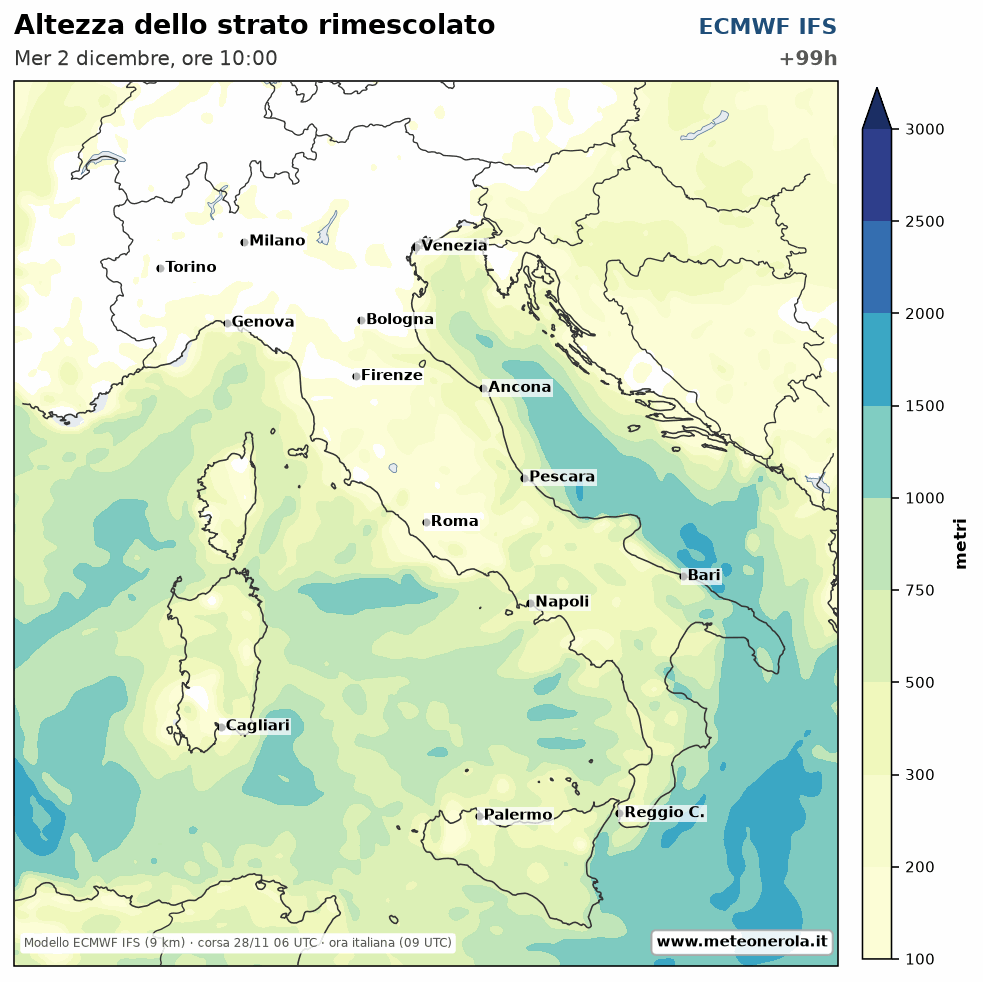 Altezza dello strato rimescolato
ECMWF IFS
Mer 2 dicembre, ore 10:00
+99h
Milano
Venezia
Torino
Genova
Bologna
Firenze
Ancona
Pescara
Roma
Bari
Napoli
Cagliari
Palermo
Reggio C.
3000
2500
2000
1500
1000
750
500
300
200
100
metri
Modello ECMWF IFS (9 km) · corsa 28/11 06 UTC · ora italiana (09 UTC)
www.meteonerola.it